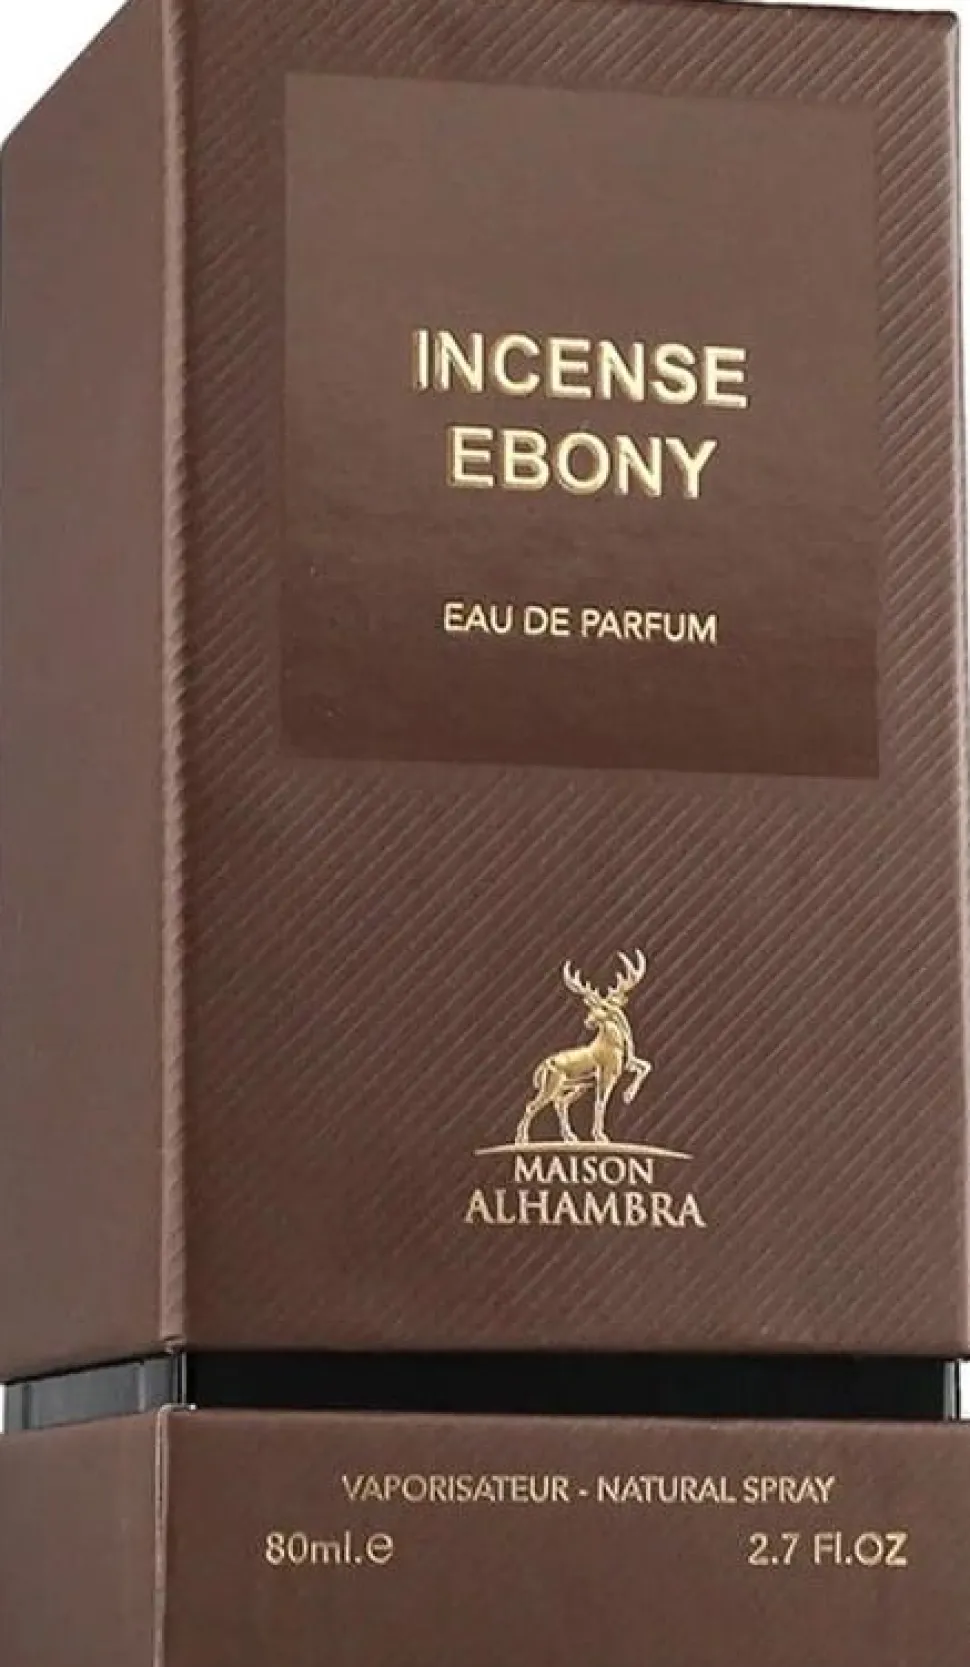 INCENSE
EBONY
EAU DE PARFUM
MAISON
ALHAMBRA
VAPORISATEUR - NATURAL SPRAY
80ml.e 2.7 Fl.OZ